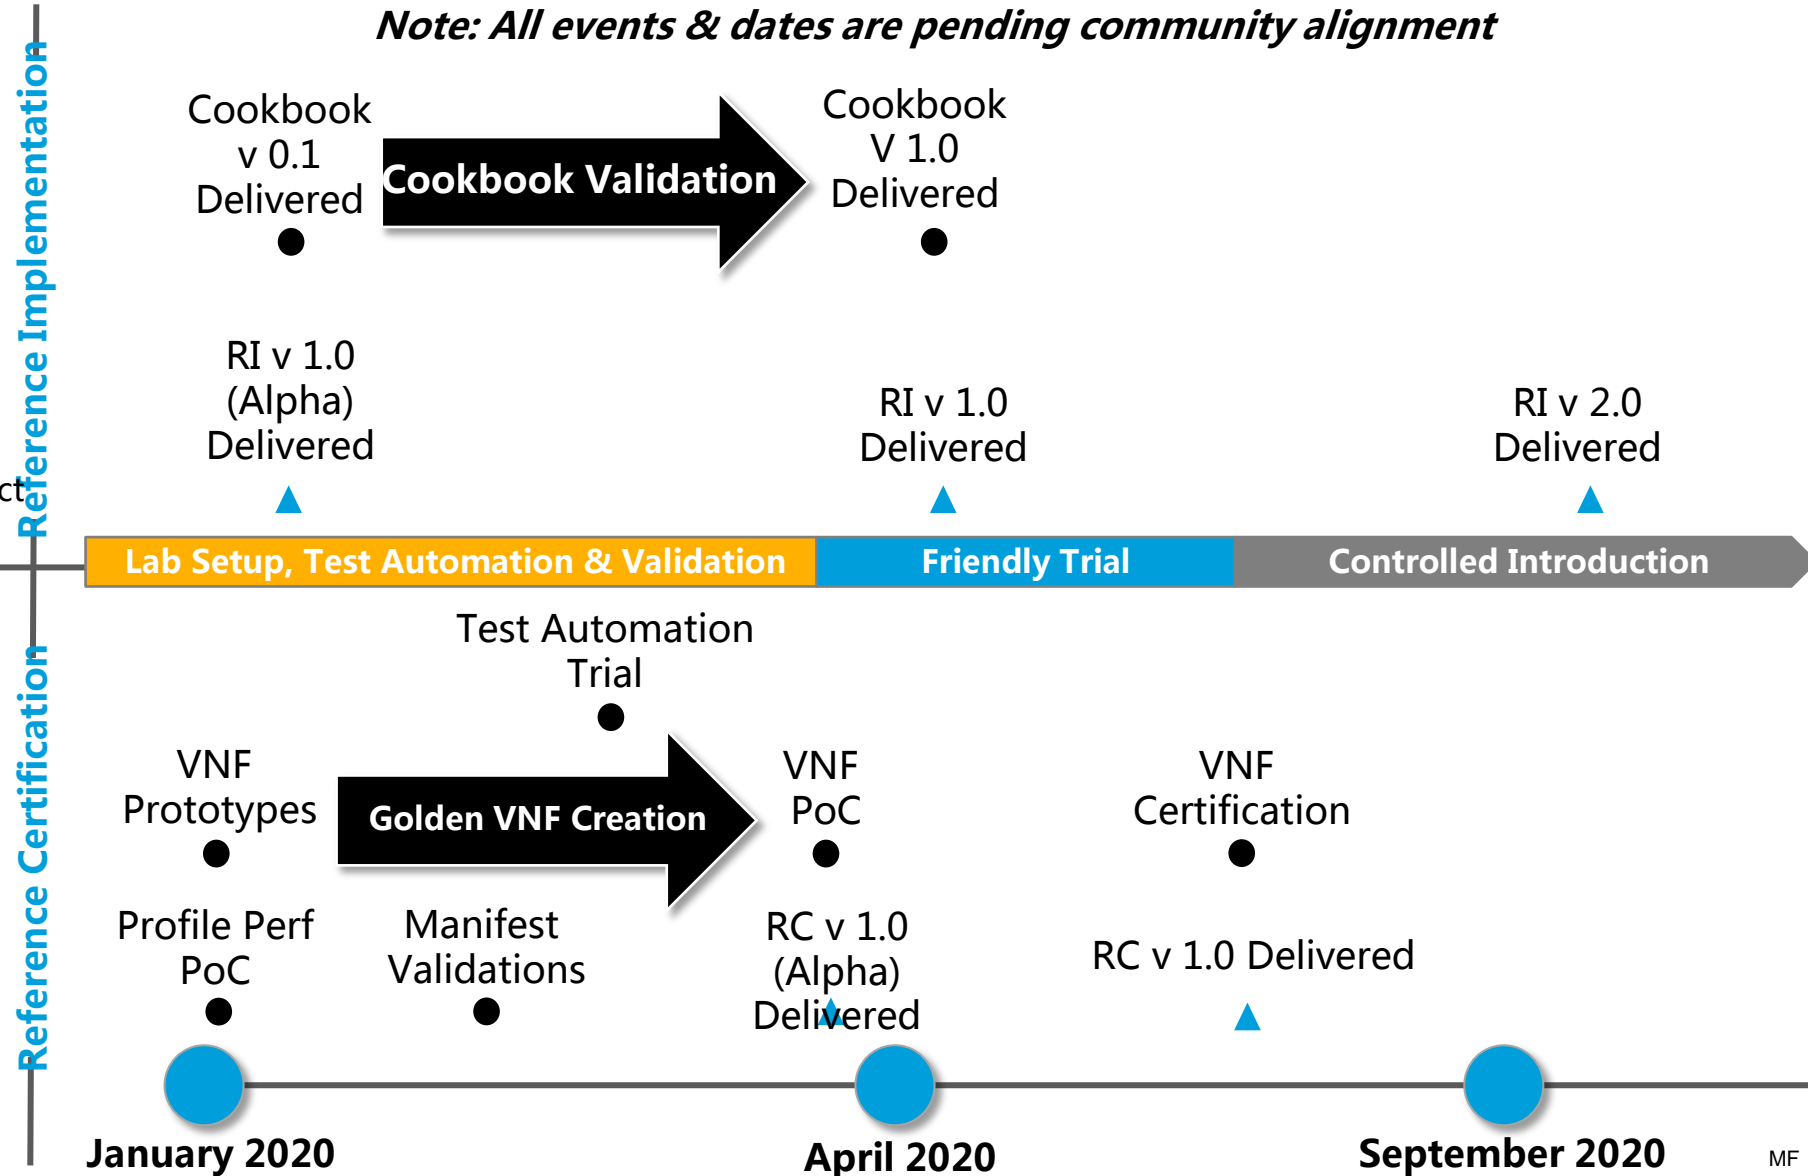 Note: All events & dates are pending community alignment
Reference Implementation
Cookbook
v 0.1
Delivered
Cookbook Validation
Cookbook
V 1.0
Delivered
RI v 1.0
(Alpha)
Delivered
RI v 1.0
Delivered
RI v 2.0
Delivered
ct
Lab Setup, Test Automation & Validation
Friendly Trial
Controlled Introduction
Reference Certification
Test Automation
Trial
VNF
Prototypes
Golden VNF Creation
VNF
PoC
VNF
Certification
Profile Perf
PoC
Manifest
Validations
RC v 1.0
(Alpha)
Delivered
RC v 1.0 Delivered
January 2020
April 2020
September 2020
MF